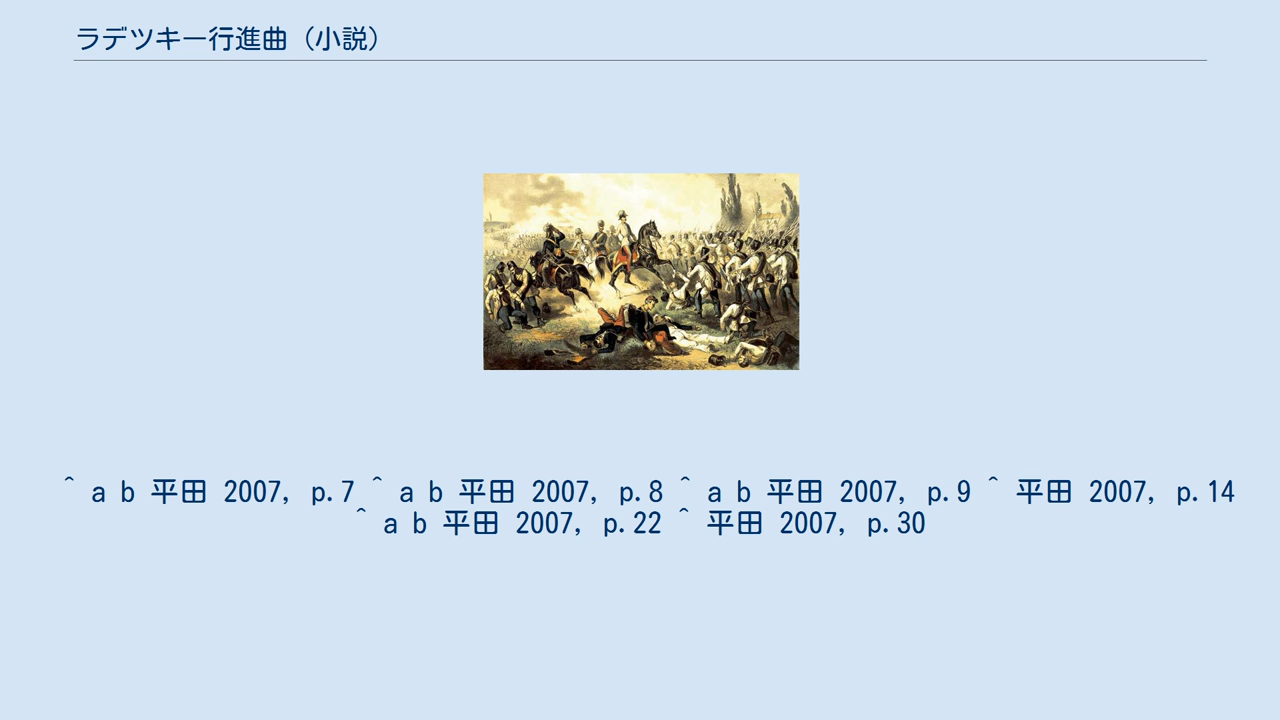 ラデツキー行進曲（小説）
^ a b 平田 2007, p.7 ^ a b 平田 2007, p.8 ^ a b 平田 2007, p.9 ^ 平田 2007, p.14
^ a b 平田 2007, p.22 ^ 平田 2007, p.30